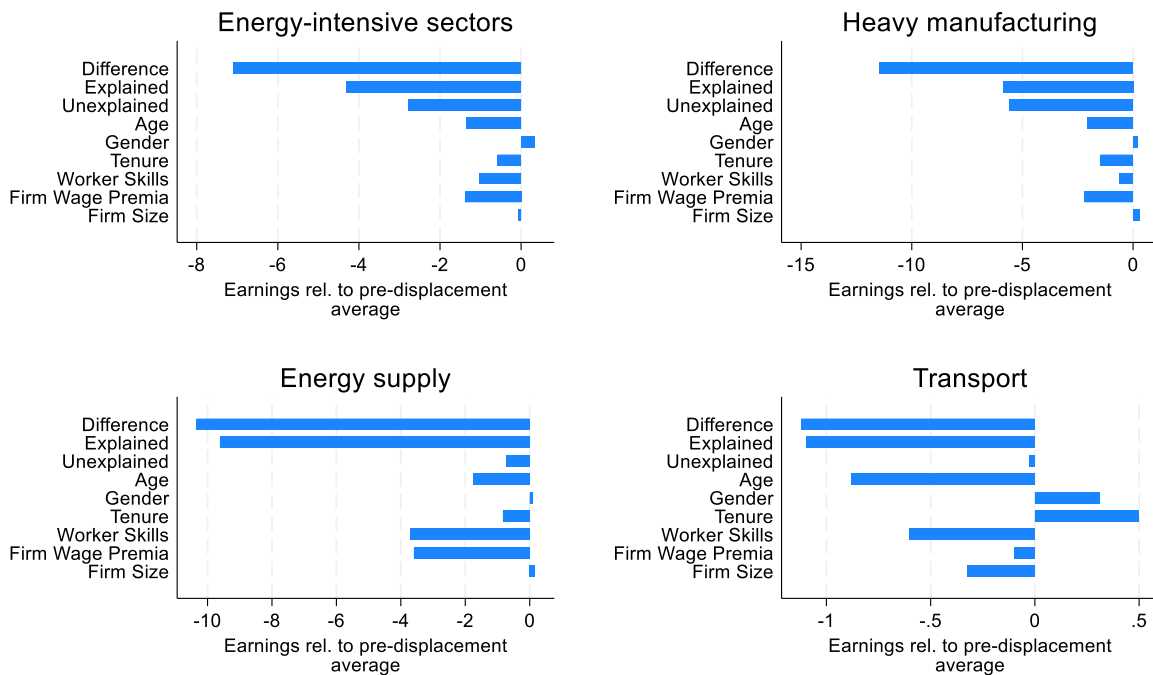 Energy-intensive sectors
Difference
Explained
Unexplained
Age
Gender
Tenure
Worker Skills
Firm Wage Premia
Firm Size
-8 -6 -4 -2 0
Earnings rel. to pre-displacement
average
Heavy manufacturing
Difference
Explained
Unexplained
Age
Gender
Tenure
Worker Skills
Firm Wage Premia
Firm Size
-15 -10 -5 0
Earnings rel. to pre-displacement
average
Energy supply
Difference
Explained
Unexplained
Age
Gender
Tenure
Worker Skills
Firm Wage Premia
Firm Size
-10 -8 -6 -4 -2 0
Earnings rel. to pre-displacement
average
Transport
Difference
Explained
Unexplained
Age
Gender
Tenure
Worker Skills
Firm Wage Premia
Firm Size
-1 -.5 0 .5
Earnings rel. to pre-displacement
average